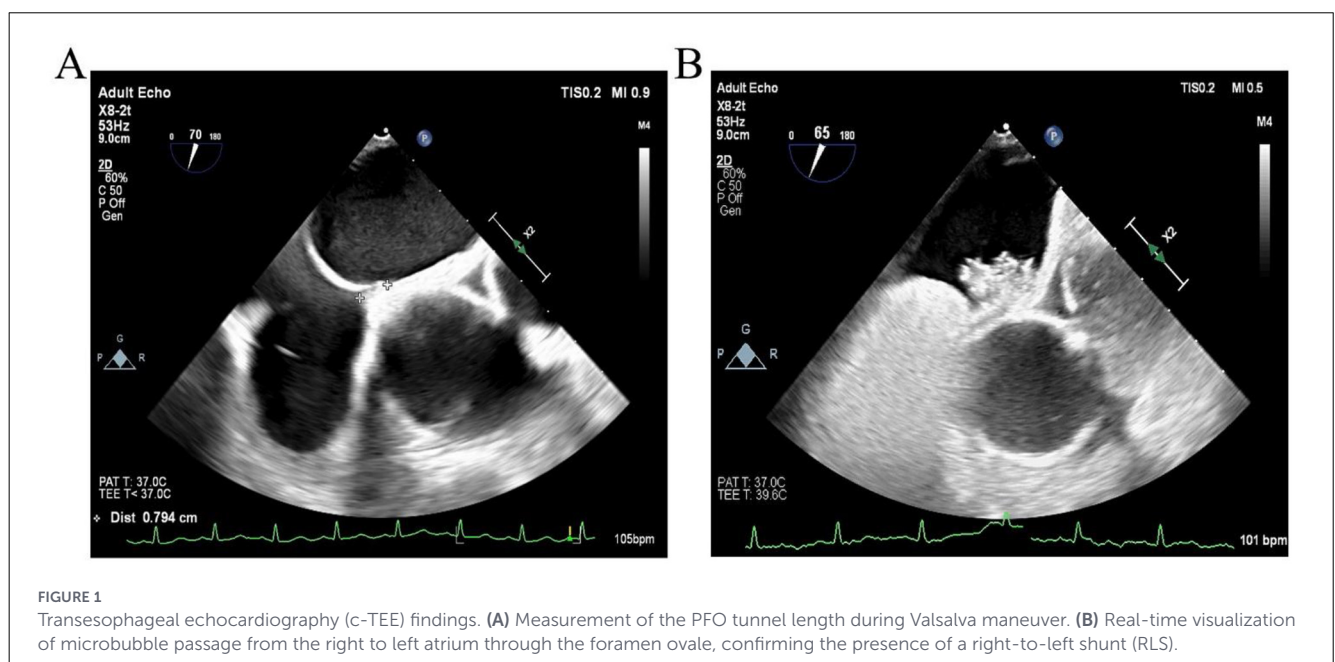 A
Adult Echo
X8-2t
53Hz
9.0cm
2D
60%
C 50
P Off
Gen
0 70 180
P
TIS0.2 MI 0.9
M4
X2
G
P R
PAT T: 37.0C
TEE T< 37.0C
Dist 0.794 cm
105bpm
B
Adult Echo
X8-2t
53Hz
9.0cm
2D
60%
C 50
P Off
Gen
0 65 180
P
TIS0.2 MI 0.5
M4
X2
G
P R
PAT T: 37.0C
TEE T: 39.6C
101 bpm
FIGURE 1
Transesophageal echocardiography (c-TEE) findings. (A) Measurement of the PFO tunnel length during Valsalva maneuver. (B) Real-time visualization
of microbubble passage from the right to left atrium through the foramen ovale, confirming the presence of a right-to-left shunt (RLS).